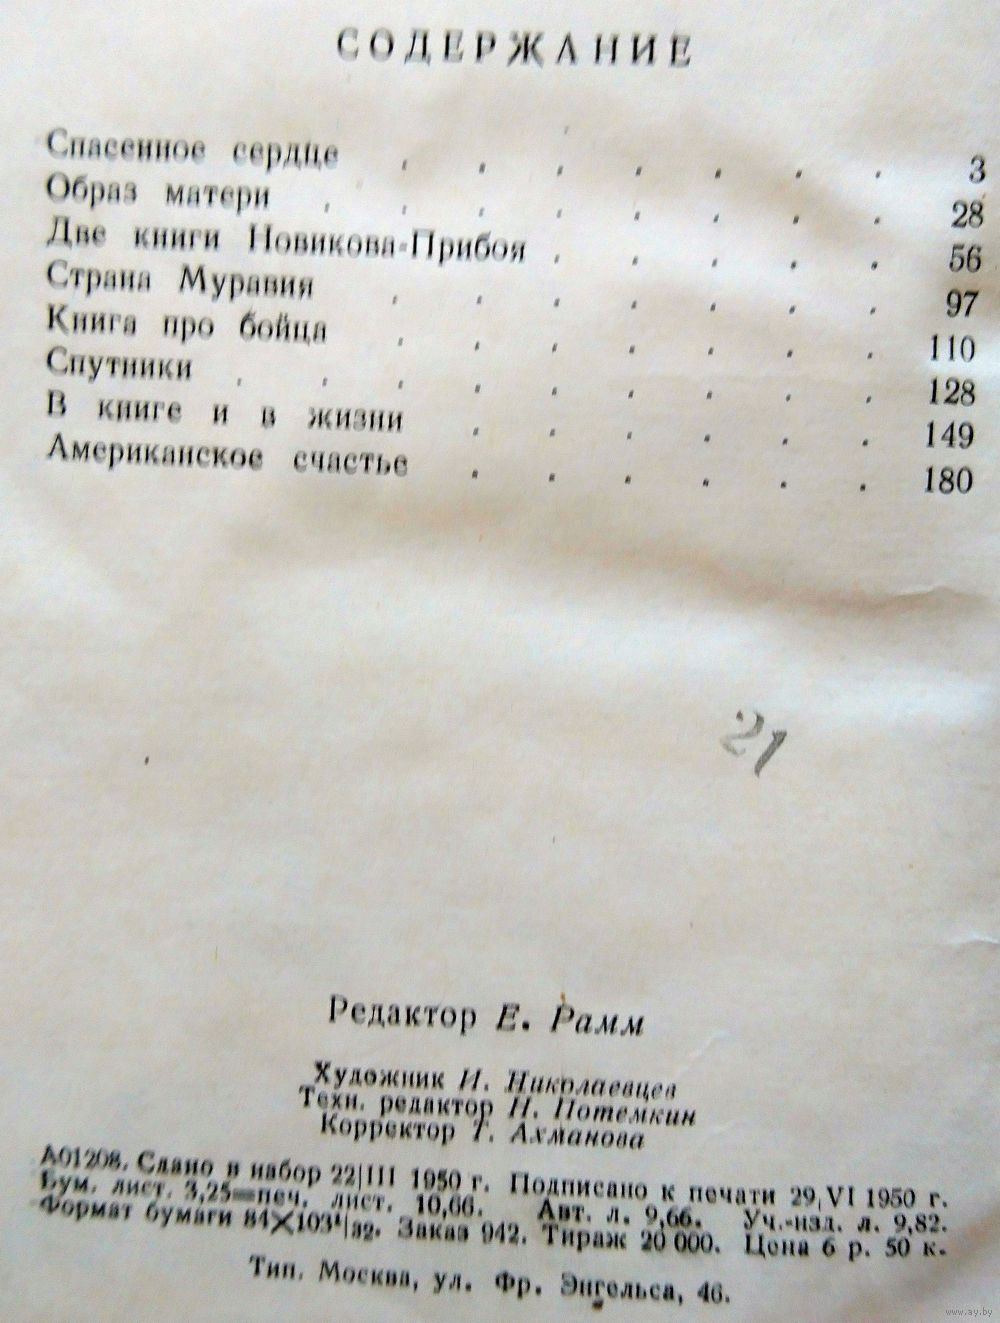 СОДЕРЖАНИЕ
Спасенное сердце . . . . . . . 3
Образ матери . . . . . . . . 28
Две книги Новикова-Прибоя . . . . . 56
Страна Муравия . . . . . . . 97
Книга про бойца . . . . . . . 110
Спутники . . . . . . . . . 128
В книге и в жизни . . . . . . 149
Американское счастье . . . . . . 180
21
Редактор Е. Рамм
Художник И. Николаевцев
Техн. редактор Н. Потемкин
Корректор Т. Ахманова
А01208. Сдано в набор 22/III 1950 г. Подписано к печати 29/VI 1950 г.
Бум. лист. 3,25=печ. лист. 10,66. Авт. л. 9,66. Уч.-изд. л. 9,82.
Формат бумаги 84×103¹/₃₂. Заказ 942. Тираж 20 000. Цена 6 р. 50 к.
Тип. Москва, ул. Фр. Энгельса, 46.
www.ay.by